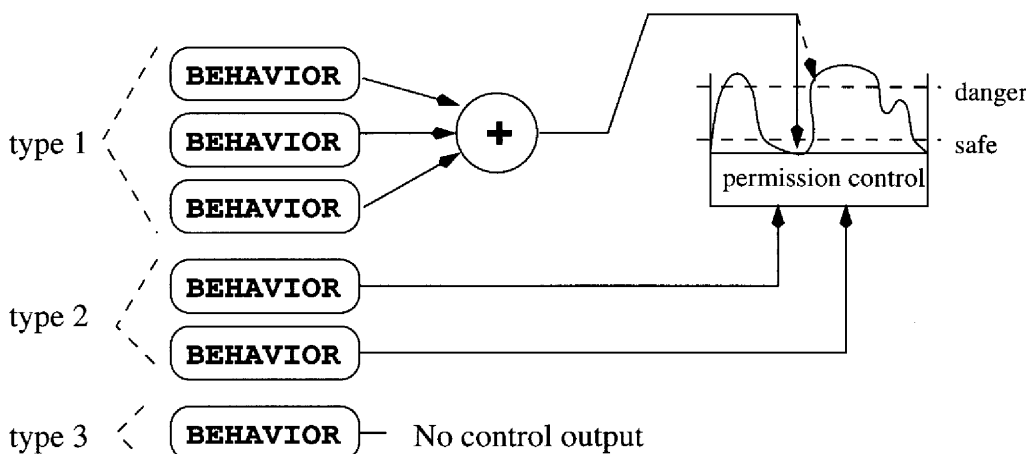 type 1
BEHAVIOR
BEHAVIOR
BEHAVIOR
+
danger
safe
permission control
type 2
BEHAVIOR
BEHAVIOR
type 3
BEHAVIOR
No control output